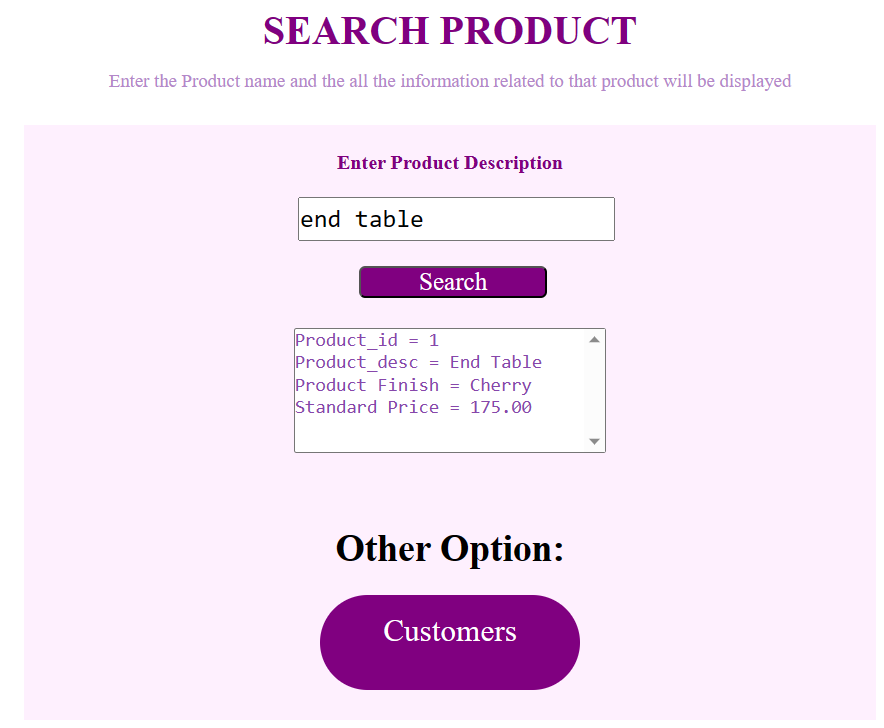 SEARCH PRODUCT
Enter the Product name and the all the information related to that product will be displayed
Enter Product Description
end table
Search
Product_id = 1
Product_desc = End Table
Product Finish = Cherry
Standard Price = 175.00
Other Option:
Customers